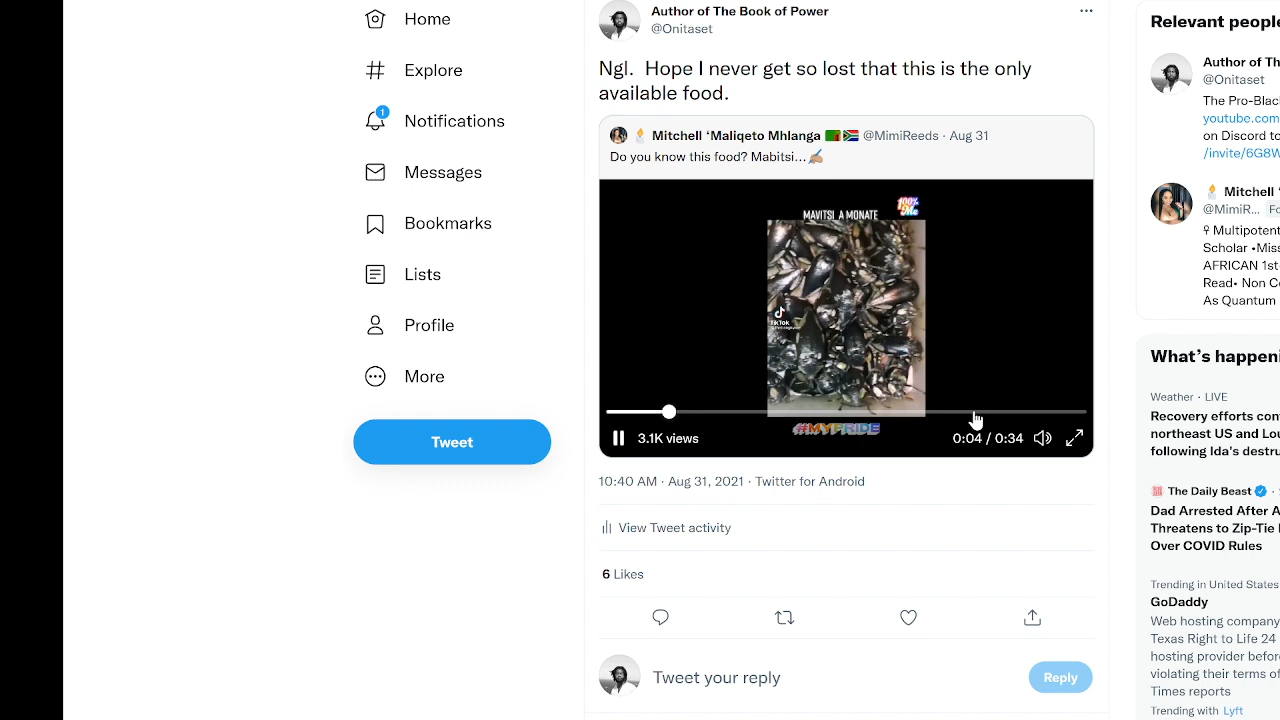 Home
Explore
1
Notifications
Messages
Bookmarks
Lists
Profile
More
Tweet
Author of The Book of Power
@Onitaset
Ngl. Hope I never get so lost that this is the only
available food.
Mitchell ‘Maliqeto Mhlanga @MimiReeds · Aug 31
Do you know this food? Mabitsi...
MAVITSI A MONATE
100%
Me
TikTok
#MYPRIDE
3.1K views
0:04 / 0:34
10:40 AM · Aug 31, 2021 · Twitter for Android
View Tweet activity
6 Likes
Tweet your reply
Reply
Relevant people
Author of Th
@Onitaset
The Pro-Blac
youtube.com
on Discord to
/invite/6G8W
Mitchell ‘
@MimiR... Fo
Multipotent
Scholar •Miss
AFRICAN 1st
Read• Non Co
As Quantum
What’s happeni
Weather · LIVE
Recovery efforts con
northeast US and Lou
following Ida's destru
The Daily Beast ·
Dad Arrested After A
Threatens to Zip-Tie
Over COVID Rules
Trending in United States
GoDaddy
Web hosting company
Texas Right to Life 24
hosting provider before
violating their terms of
Times reports
Trending with Lyft